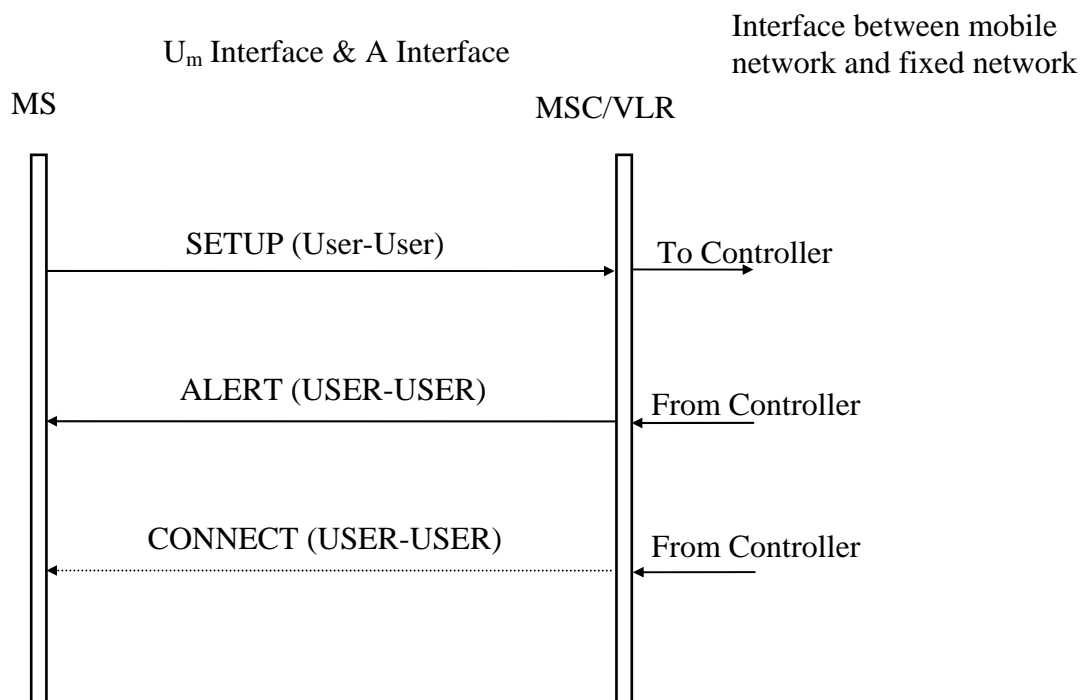 Interface between mobile
network and fixed network
Um Interface & A Interface
MS
MSC/VLR
SETUP (User-User)
To Controller
ALERT (USER-USER)
From Controller
CONNECT (USER-USER)
From Controller